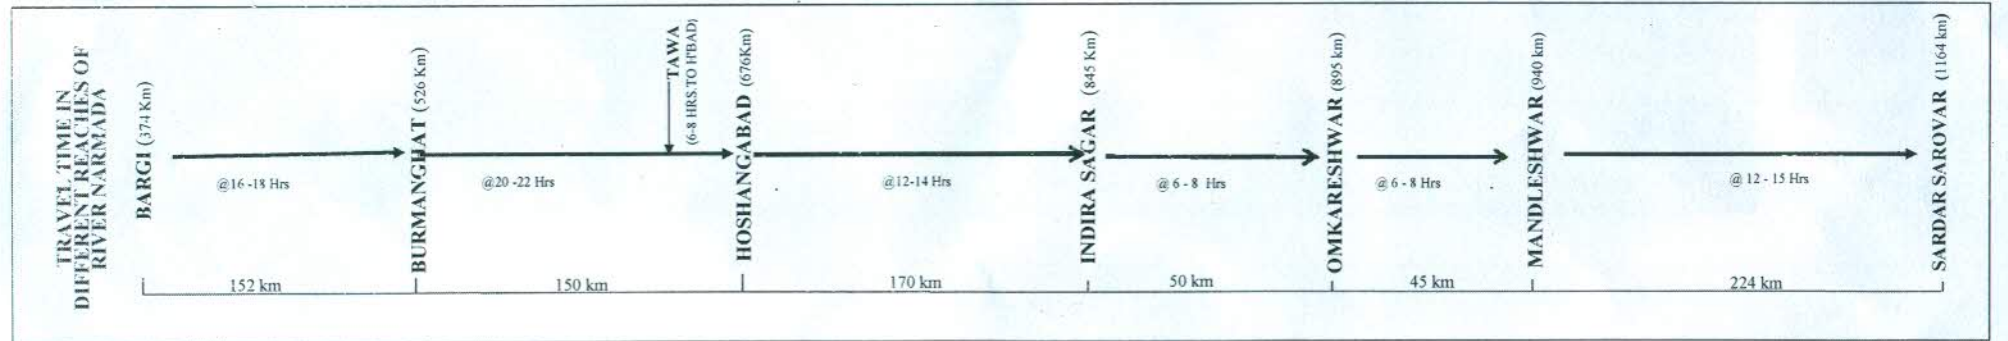 TRAVEL TIME IN
DIFFERENT REACHES OF
RIVER NARMADA
BARGI (374 Km)
@16 -18 Hrs
152 km
BURMANGHAT (526 Km)
@20 -22 Hrs
150 km
TAWA
(6-8 HRS.TO H'BAD)
HOSHANGABAD (676Km)
@12-14 Hrs
170 km
INDIRA SAGAR (845 Km)
@ 6 - 8 Hrs
50 km
OMKARESHWAR (895 km)
@ 6 - 8 Hrs
45 km
MANDLESHWAR (940 km)
@ 12 - 15 Hrs
224 km
SARDAR SAROVAR (1164 km)